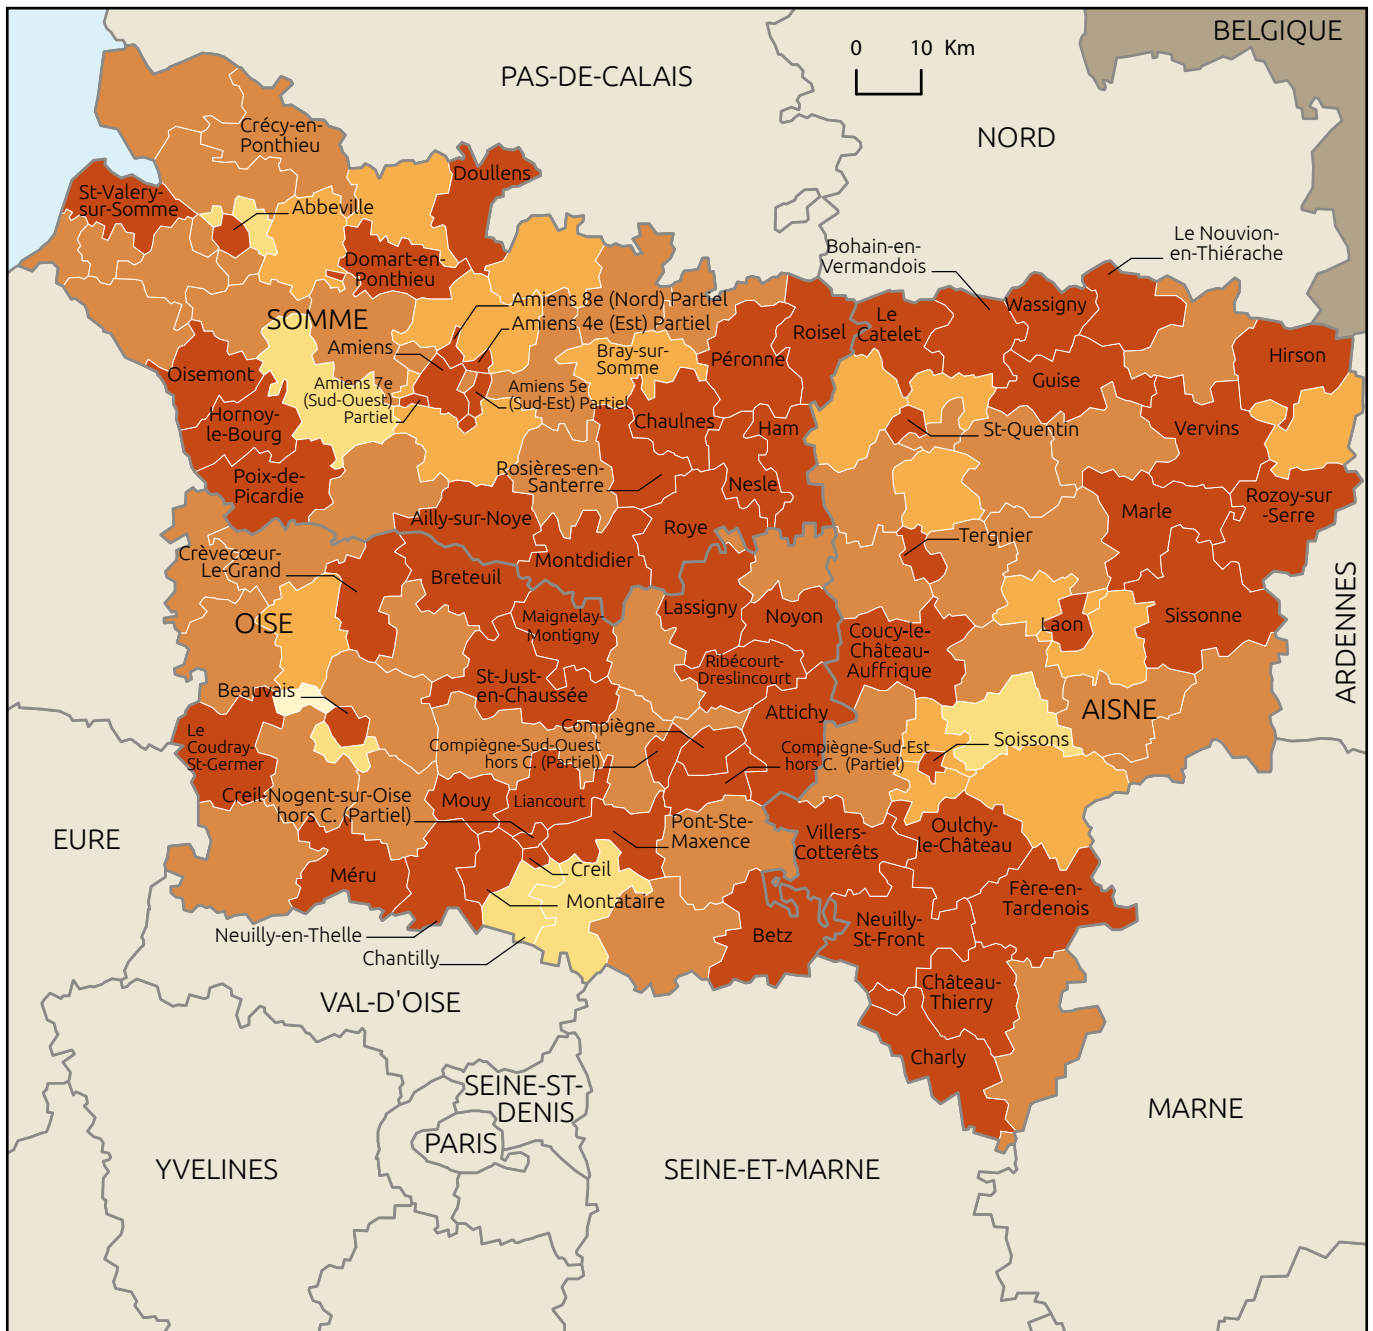 BELGIQUE
0 10 Km
PAS-DE-CALAIS
NORD
Crécy-en-
Ponthieu
Doullens
St-Valery-
sur-Somme
Abbeville
Domart-en-
Ponthieu
Bohain-en-
Vermandois
Le Nouvion-
en-Thiérache
SOMME
Amiens 8e (Nord) Partiel
Amiens 4e (Est) Partiel
Amiens
Wassigny
Le
Catelet
Roisel
Péronne
Bray-sur-
Somme
Hirson
Oisemont
Amiens 7e
(Sud-Ouest)
Partiel
Amiens 5e
(Sud-Est) Partiel
Guise
Hornoy-
le-Bourg
Chaulnes
Ham
St-Quentin
Vervins
Poix-de-
Picardie
Rosières-en-
Santerre
Nesle
Rozoy-sur
-Serre
Ailly-sur-Noye
Roye
Marle
Tergnier
Crèvecœur-
Le-Grand
Breteuil
Montdidier
ARDENNES
OISE
Maignelay-
Montigny
Lassigny
Noyon
Coucy-le-
Château-
Auffrique
Laon
Sissonne
Beauvais
St-Just-
en-Chaussée
Ribécourt-
Dreslincourt
Attichy
AISNE
Le
Coudray-
St-Germer
Compiègne
Compiègne-Sud-Ouest
hors C. (Partiel)
Compiègne-Sud-Est
hors C. (Partiel)
Soissons
Creil-Nogent-sur-Oise
hors C. (Partiel)
Mouy
Liancourt
Pont-Ste-
Maxence
Villers-
Cotterêts
Oulchy-
le-Château
EURE
Méru
Creil
Montataire
Fère-en-
Tardenois
Neuilly-en-Thelle
Chantilly
Betz
Neuilly-
St-Front
Château-
Thierry
VAL-D'OISE
Charly
SEINE-ST-
DENIS
PARIS
MARNE
YVELINES
SEINE-ET-MARNE